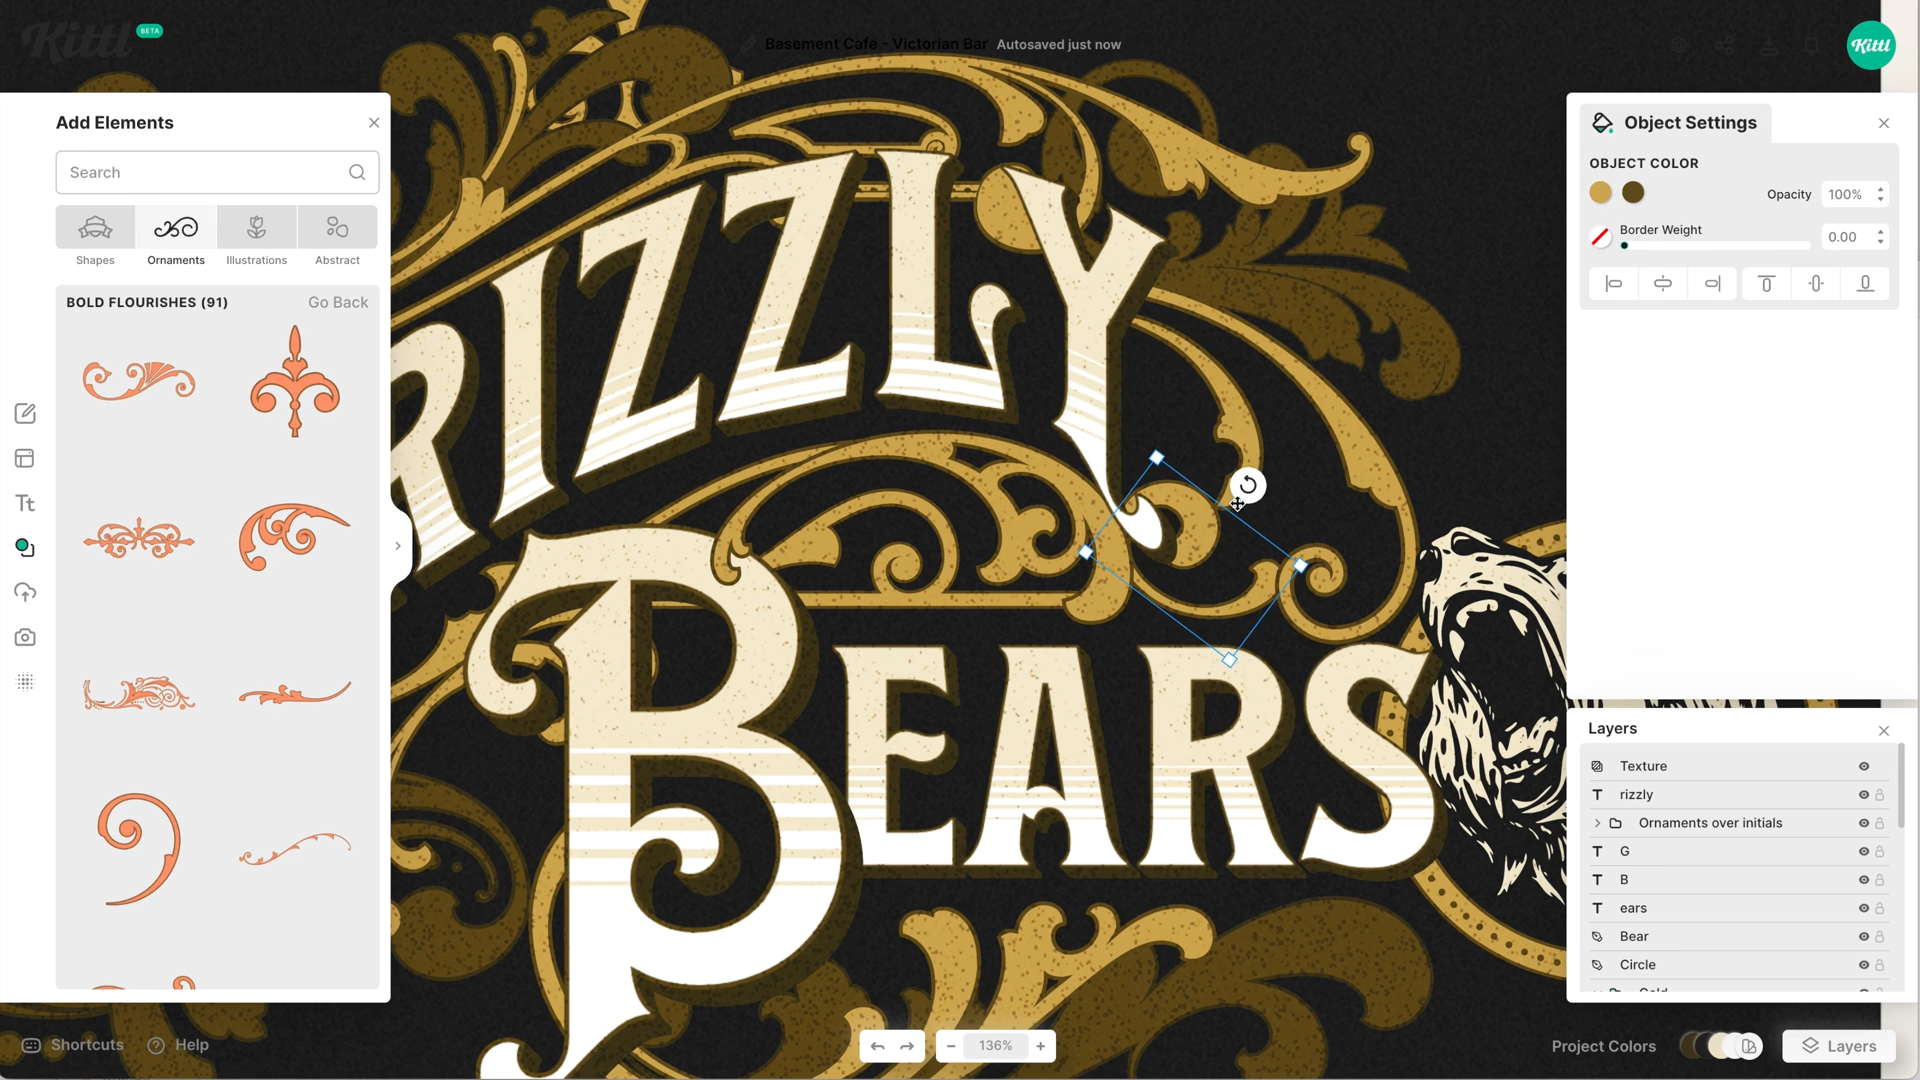 Kittl BETA
Basement Cafe - Victorian Bar Autosaved just now
Kittl
Add Elements
Search
Shapes Ornaments Illustrations Abstract
BOLD FLOURISHES (91) Go Back
Tt
RIZZLY
BEARS
Object Settings
OBJECT COLOR
Opacity 100%
Border Weight 0.00
Layers
Texture
T rizzly
Ornaments over initials
T G
T B
T ears
Bear
Circle
Gold
Shortcuts Help
136%
Project Colors Layers